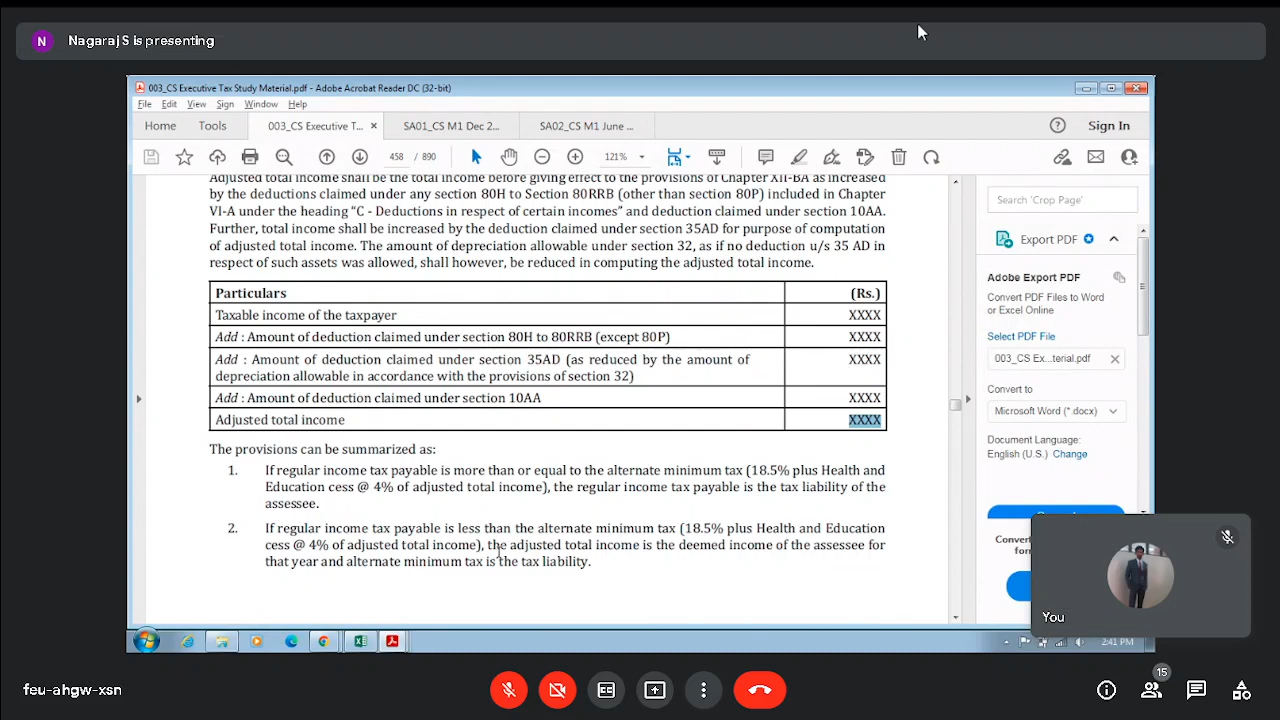 N
Nagaraj S is presenting
003_CS Executive Tax Study Material.pdf - Adobe Acrobat Reader DC (32-bit)
File Edit View Sign Window Help
Home Tools 003_CS Executive T... × SA01_CS M1 Dec 2... SA02_CS M1 June ... Sign In
458 / 890 121%
Adjusted total income shall be the total income before giving effect to the provisions of Chapter XII-BA as increased
by the deductions claimed under any section 80H to Section 80RRB (other than section 80P) included in Chapter
VI-A under the heading “C - Deductions in respect of certain incomes” and deduction claimed under section 10AA.
Further, total income shall be increased by the deduction claimed under section 35AD for purpose of computation
of adjusted total income. The amount of depreciation allowable under section 32, as if no deduction u/s 35 AD in
respect of such assets was allowed, shall however, be reduced in computing the adjusted total income.
Particulars (Rs.)
Taxable income of the taxpayer XXXX
Add : Amount of deduction claimed under section 80H to 80RRB (except 80P) XXXX
Add : Amount of deduction claimed under section 35AD (as reduced by the amount of XXXX
depreciation allowable in accordance with the provisions of section 32)
Add : Amount of deduction claimed under section 10AA XXXX
Adjusted total income XXXX
The provisions can be summarized as:
1. If regular income tax payable is more than or equal to the alternate minimum tax (18.5% plus Health and
Education cess @ 4% of adjusted total income), the regular income tax payable is the tax liability of the
assessee.
2. If regular income tax payable is less than the alternate minimum tax (18.5% plus Health and Education
cess @ 4% of adjusted total income), the adjusted total income is the deemed income of the assessee for
that year and alternate minimum tax is the tax liability.
Search 'Crop Page'
Export PDF
Adobe Export PDF
Convert PDF Files to Word
or Excel Online
Select PDF File
003_CS Ex...terial.pdf ×
Convert to
Microsoft Word (*.docx)
Document Language:
English (U.S.) Change
You
2:41 PM
feu-ahgw-xsn
15